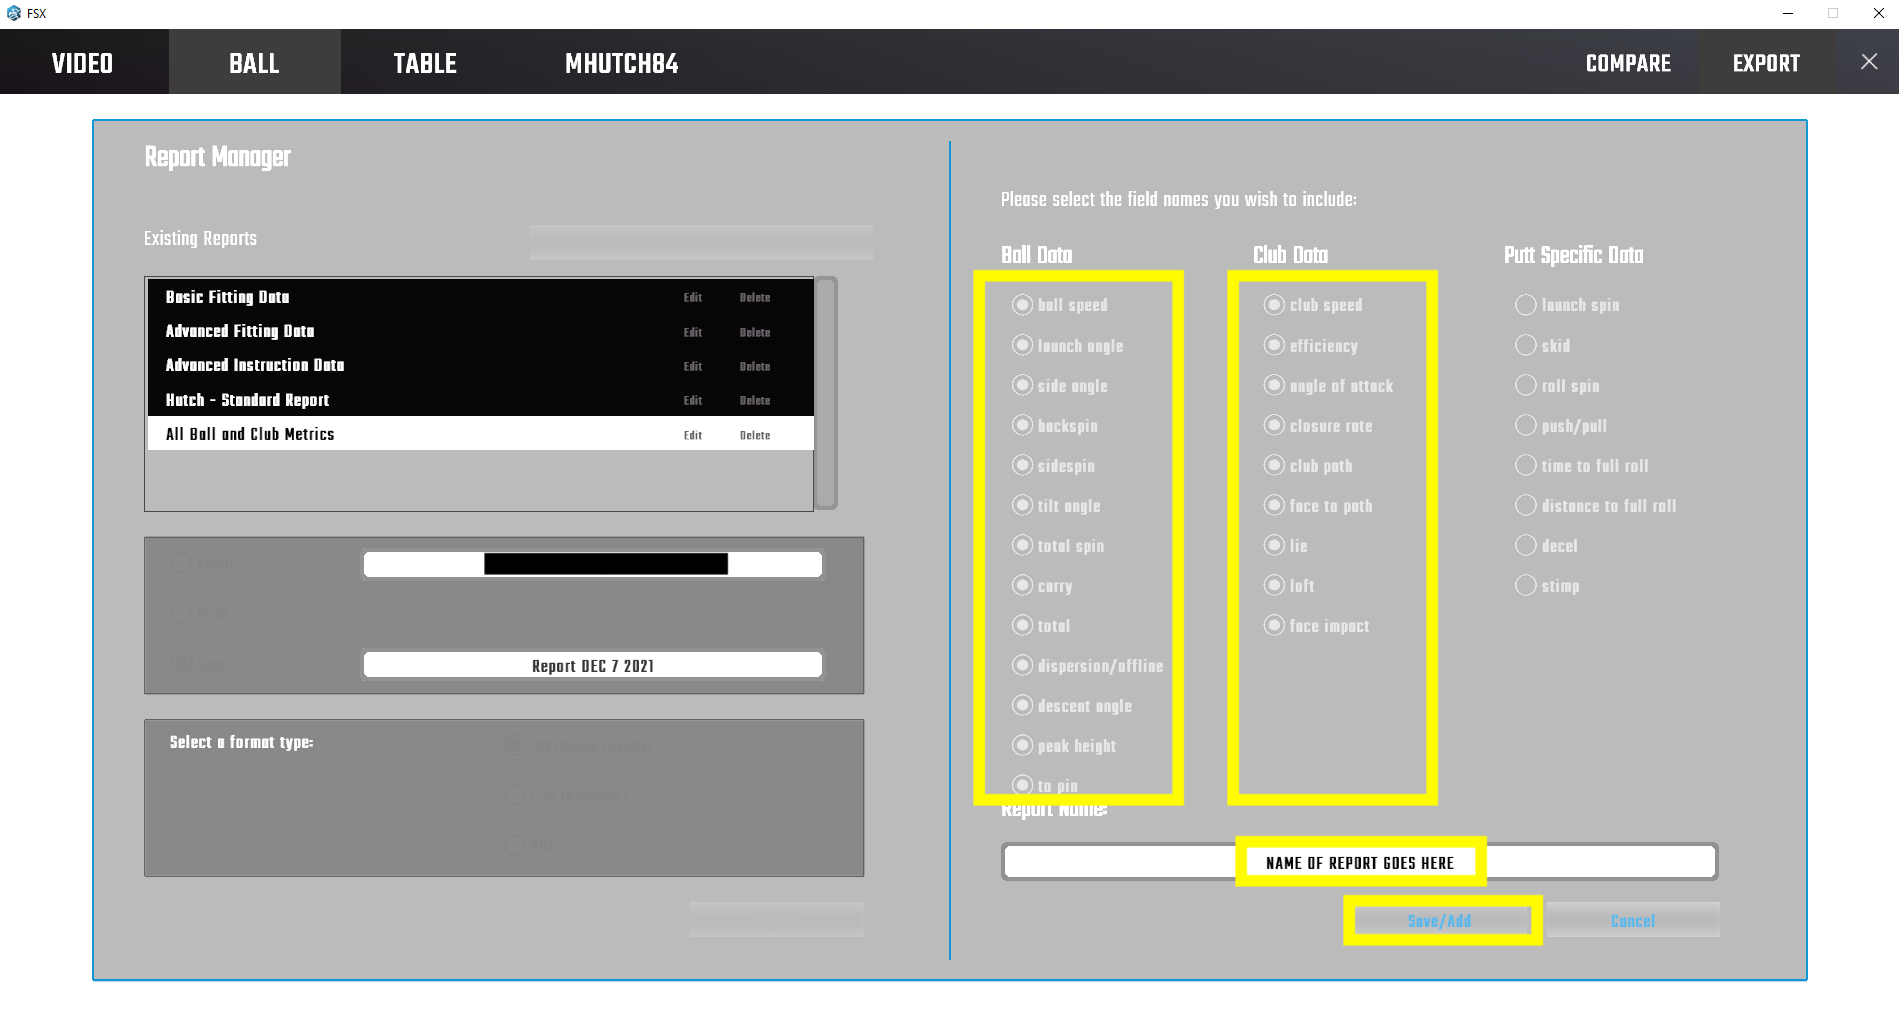 FSX
VIDEO BALL TABLE MHUTCH84 COMPARE EXPORT
Report Manager
Existing Reports
Basic Fitting Data Edit Delete
Advanced Fitting Data Edit Delete
Advanced Instruction Data Edit Delete
Hutch - Standard Report Edit Delete
All Ball and Club Metrics Edit Delete
Save
Report DEC 7 2021
Select a format type:
PDF
Please select the field names you wish to include:
Ball Data
ball speed
launch angle
side angle
backspin
sidespin
tilt angle
total spin
carry
total
dispersion/offline
descent angle
peak height
to pin
Club Data
club speed
efficiency
angle of attack
closure rate
club path
face to path
lie
loft
face impact
Putt Specific Data
launch spin
skid
roll spin
push/pull
time to full roll
distance to full roll
decel
stimp
Report Name:
NAME OF REPORT GOES HERE
Save/Add Cancel